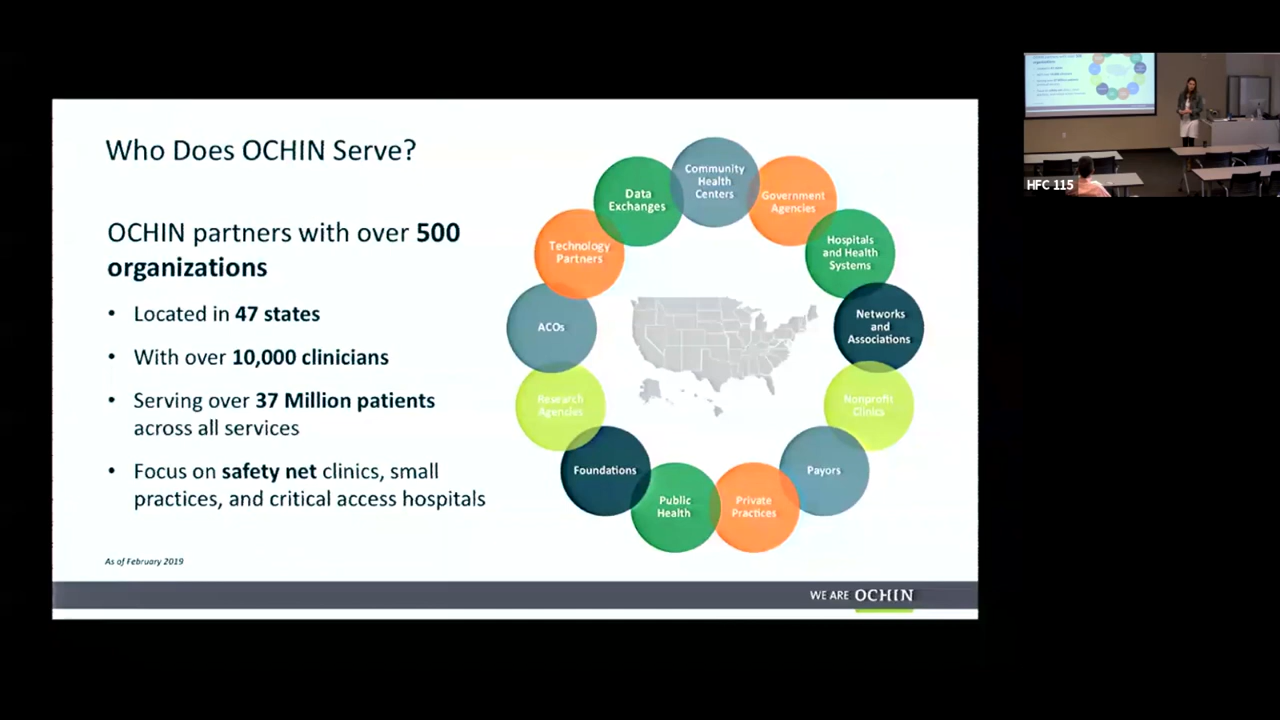 Who Does OCHIN Serve?
OCHIN partners with over 500
organizations
• Located in 47 states
• With over 10,000 clinicians
• Serving over 37 Million patients
across all services
• Focus on safety net clinics, small
practices, and critical access hospitals
As of February 2019
Community
Health
Centers
Government
Agencies
Hospitals
and Health
Systems
Networks
and
Associations
Nonprofit
Clinics
Payors
Private
Practices
Public
Health
Foundations
Research
Agencies
ACOs
Technology
Partners
Data
Exchanges
WE ARE OCHIN
HFC 115